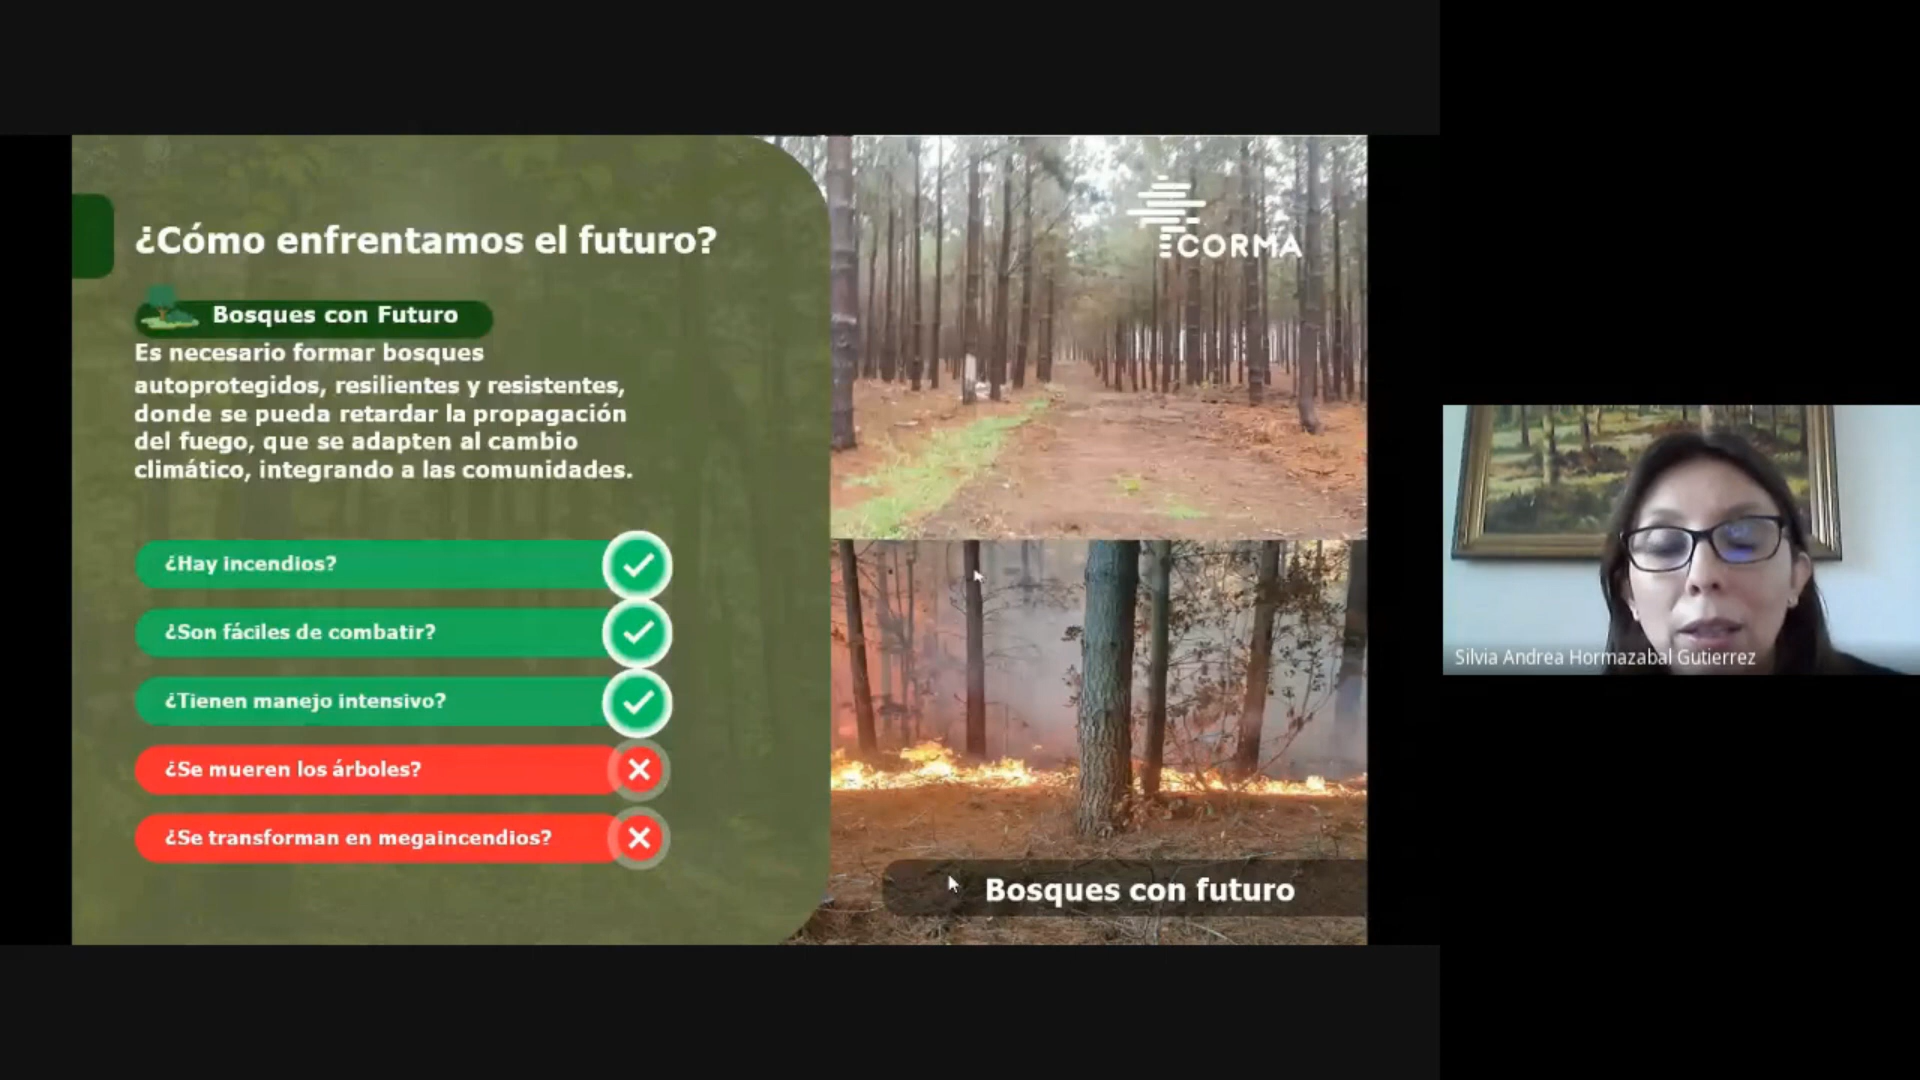 ¿Cómo enfrentamos el futuro?
Bosques con Futuro
Es necesario formar bosques
autoprotegidos, resilientes y resistentes,
donde se pueda retardar la propagación
del fuego, que se adapten al cambio
climático, integrando a las comunidades.
¿Hay incendios?
¿Son fáciles de combatir?
¿Tienen manejo intensivo?
¿Se mueren los árboles?
¿Se transforman en megaincendios?
CORMA
Bosques con futuro
Silvia Andrea Hormazabal Gutierrez